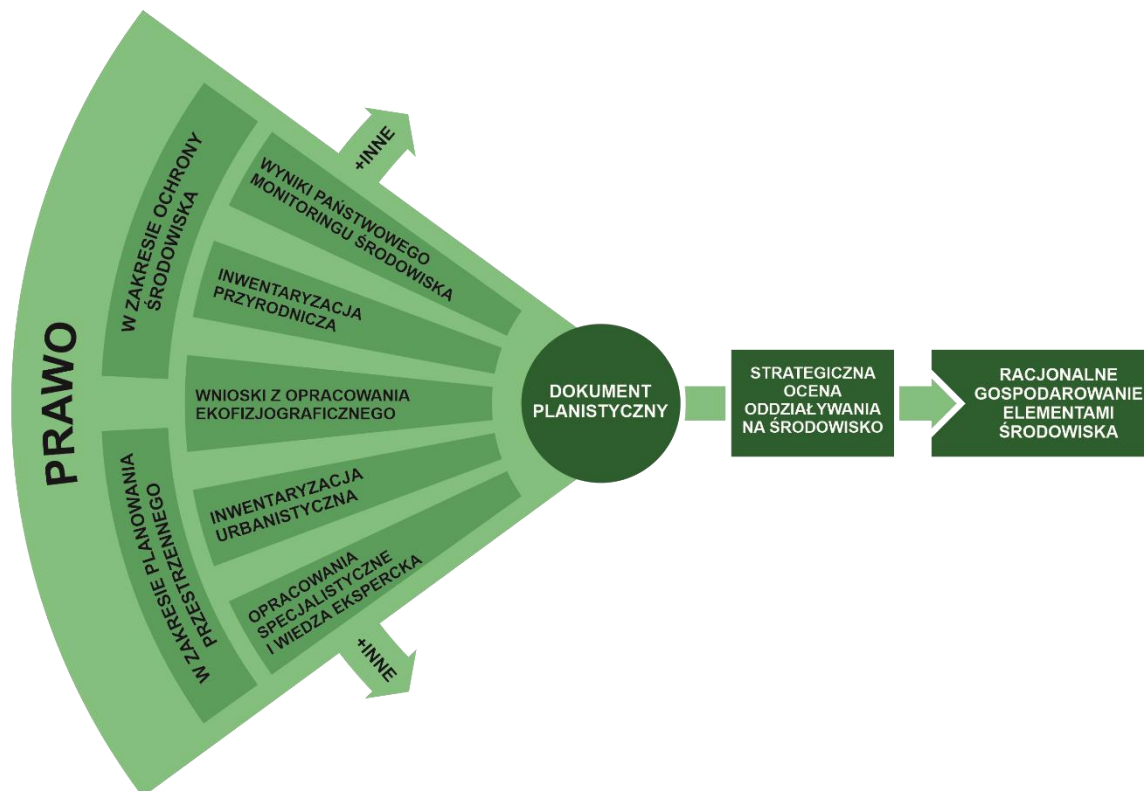 PRAWO
W ZAKRESIE OCHRONY
ŚRODOWISKA
W ZAKRESIE PLANOWANIA
PRZESTRZENNEGO
+INNE
WYNIKI PAŃSTWOWEGO
MONITORINGU ŚRODOWISKA
INWENTARYZACJA
PRZYRODNICZA
WNIOSKI Z OPRACOWANIA
EKOFIZJOGRAFICZNEGO
INWENTARYZACJA
URBANISTYCZNA
OPRACOWANIA
SPECJALISTYCZNE
I WIEDZA EKSPERCKA
+INNE
DOKUMENT
PLANISTYCZNY
STRATEGICZNA
OCENA
ODDZIAŁYWANIA
NA ŚRODOWISKO
RACJONALNE
GOSPODAROWANIE
ELEMENTAMI
ŚRODOWISKA